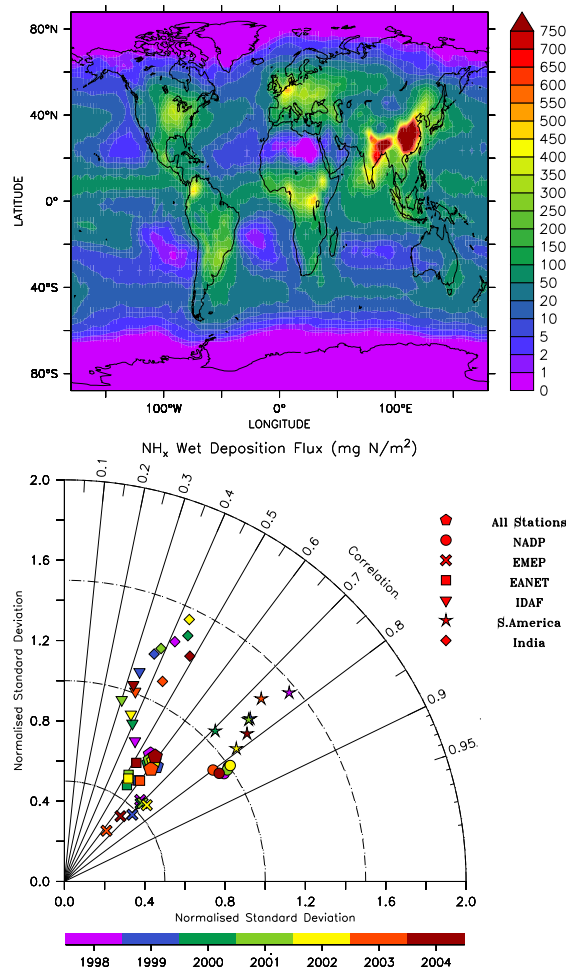 80°N
40°N
0°
40°S
80°S
LATITUDE
100°W
0°
100°E
LONGITUDE
750
700
650
600
550
500
450
400
350
300
250
200
150
100
50
20
10
5
2
1
0
NHx Wet Deposition Flux (mg N/m²)
2.0
1.6
1.2
0.8
0.4
0.0
Normalised Standard Deviation
0.1
0.2
0.3
0.4
0.5
0.6
0.7
0.8
0.9
0.95
Correlation
All Stations
NADP
EMEP
EANET
IDAF
S.America
India
0.0
0.4
0.8
1.2
1.6
2.0
Normalised Standard Deviation
1998
1999
2000
2001
2002
2003
2004